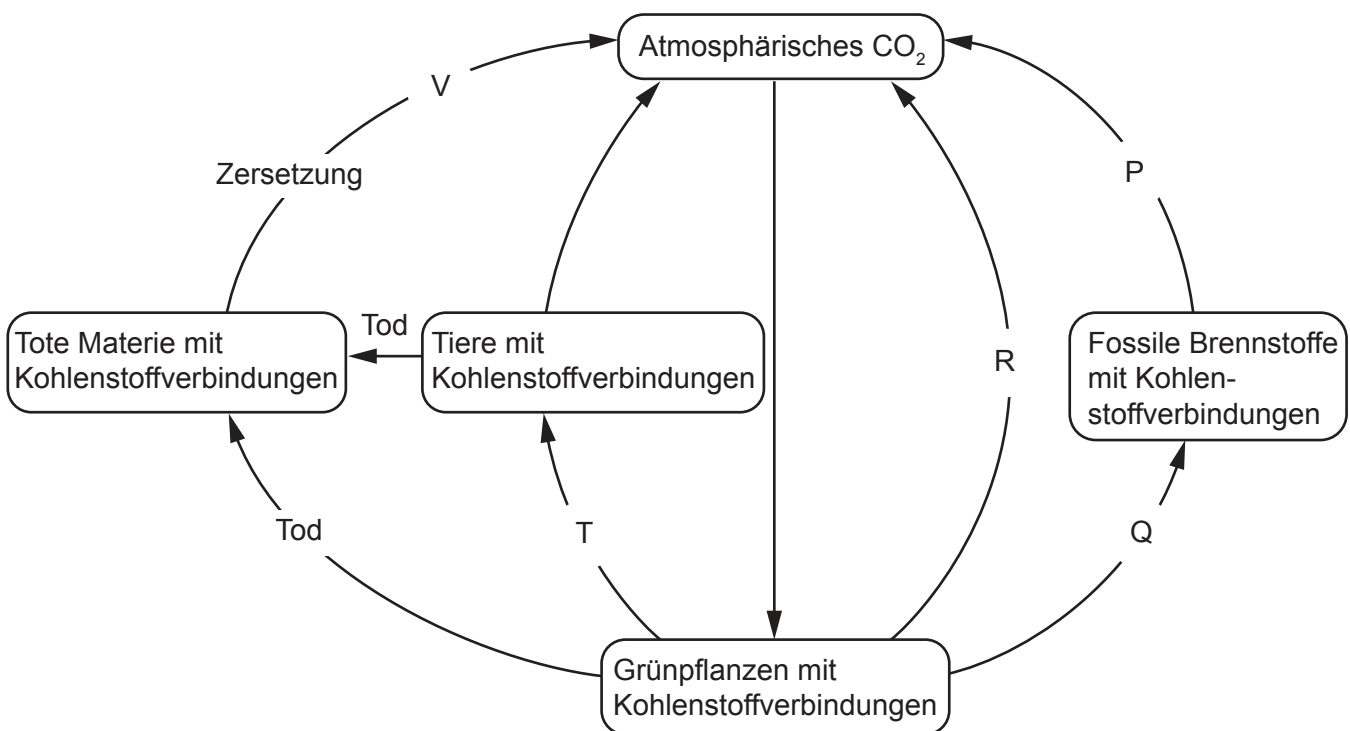 Atmosphärisches CO₂
V
P
Zersetzung
Tod
Tote Materie mit
Kohlenstoffverbindungen
Tiere mit
Kohlenstoffverbindungen
R
Fossile Brennstoffe
mit Kohlen-
stoffverbindungen
Tod
T
Q
Grünpflanzen mit
Kohlenstoffverbindungen